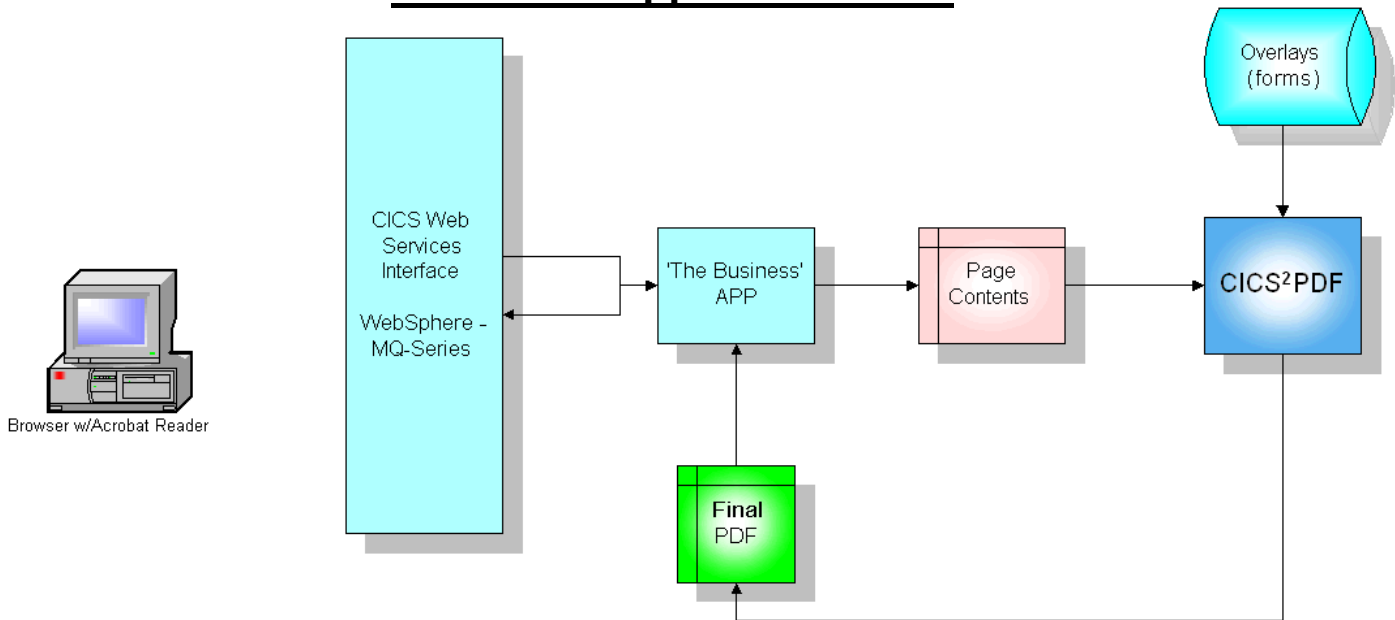 Overlays
(forms)
CICS Web
Services
Interface
WebSphere -
MQ-Series
'The Business'
APP
Page
Contents
CICS²PDF
Browser w/Acrobat Reader
Final
PDF